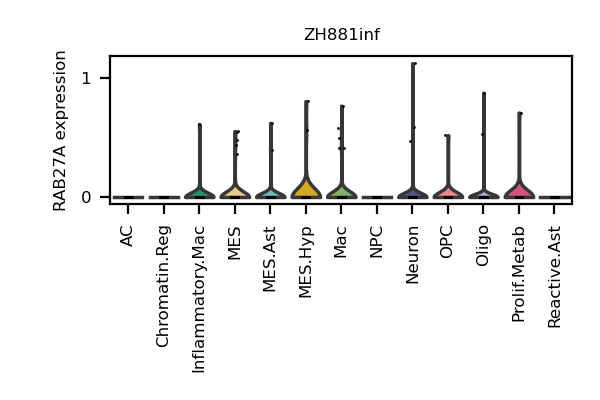 ZH881inf
RAB27A expression
1
0
AC
Chromatin.Reg
Inflammatory.Mac
MES
MES.Ast
MES.Hyp
Mac
NPC
Neuron
OPC
Oligo
Prolif.Metab
Reactive.Ast